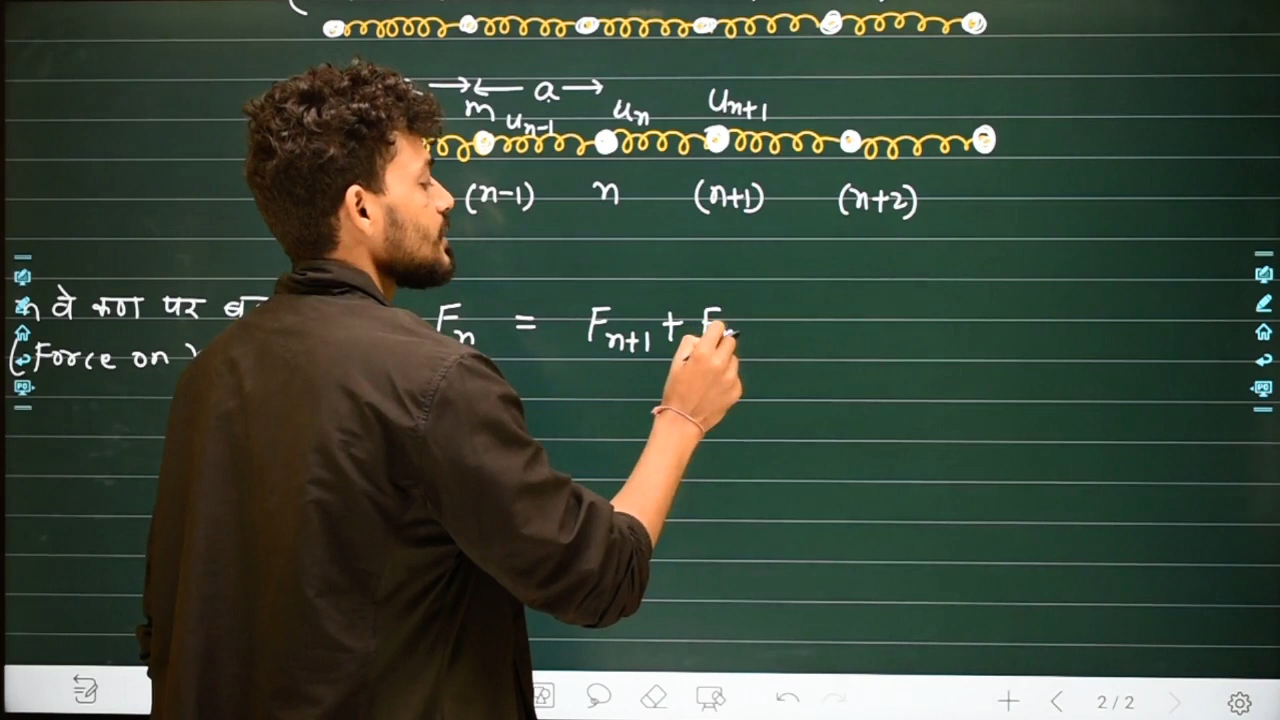 a
m
u_{n-1} u_n u_{n+1}
(n-1) n (n+1) (n+2)
वे कण पर
F_n = F_{n+1} + F
(Force on
2/2